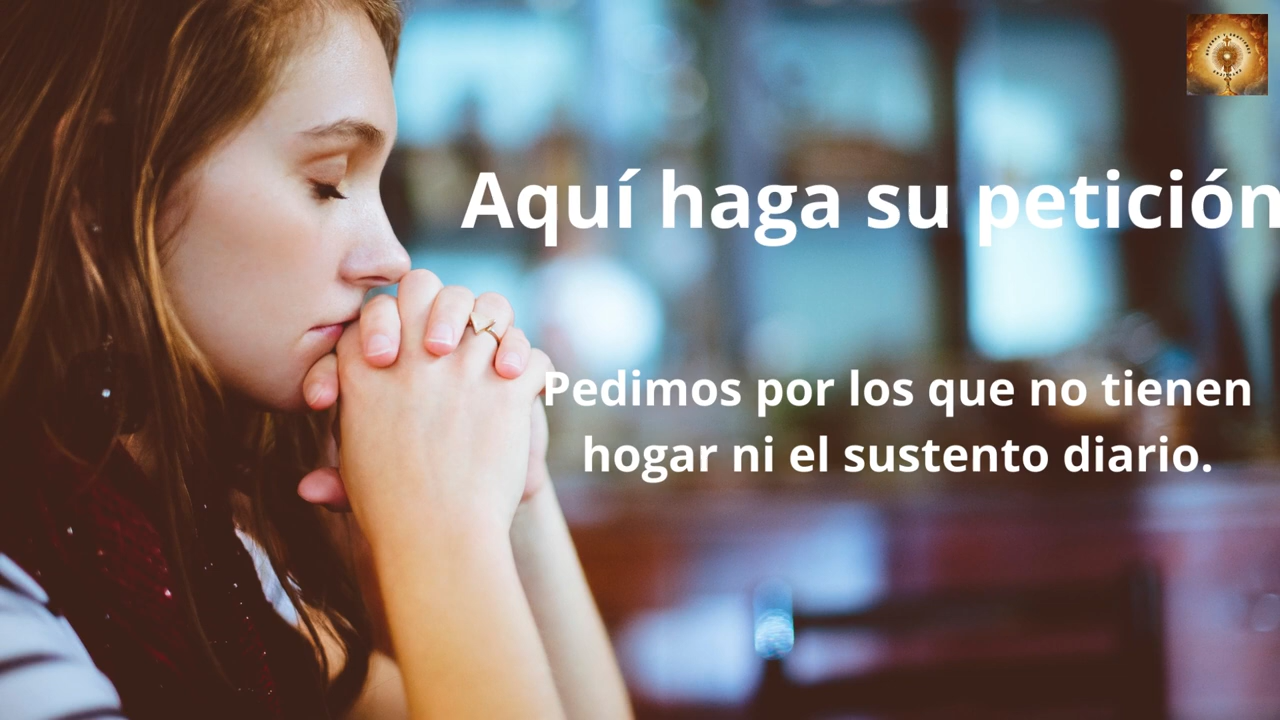 Aquí haga su petición
Pedimos por los que no tienen
hogar ni el sustento diario.